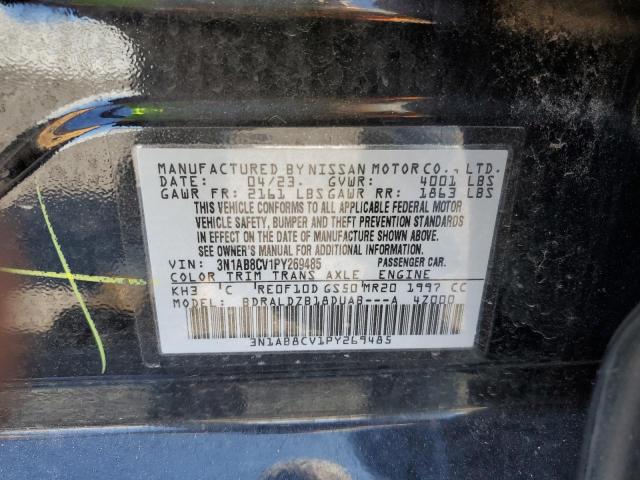 MANUFACTURED BY NISSAN MOTOR CO., LTD.
DATE: 04/23. GVWR: 4001 LBS
GAWR FR: 2161 LBS GAWR RR: 1863 LBS
THIS VEHICLE CONFORMS TO ALL APPLICABLE FEDERAL MOTOR
VEHICLE SAFETY, BUMPER AND THEFT PREVENTION STANDARDS
IN EFFECT ON THE DATE OF MANUFACTURE SHOWN ABOVE.
SEE OWNER'S MANUAL FOR ADDITIONAL INFORMATION.
VIN: 3N1AB8CV1PY269485 PASSENGER CAR
COLOR TRIM TRANS AXLE ENGINE
KH3 C RE0F10D GS50 MR20 1997 CC
MODEL: BDRALDZB18DUAB---A 47000
3N1AB8CV1PY269485